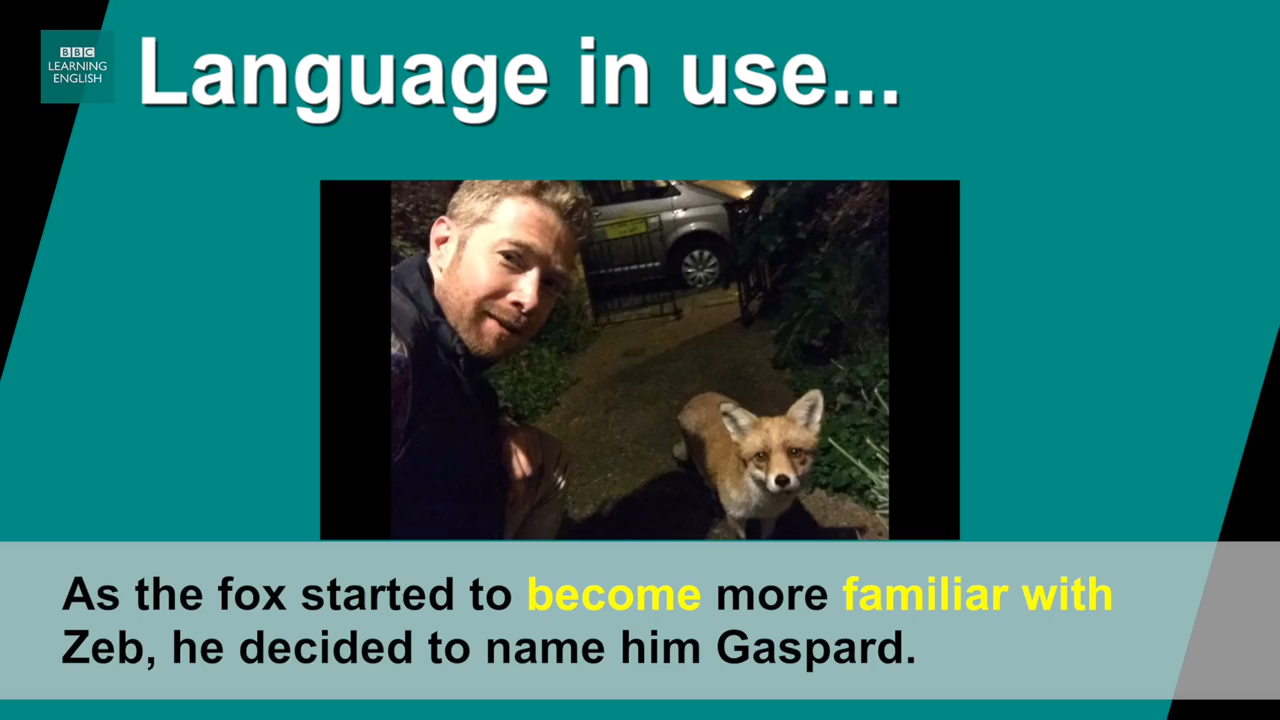 BBC
LEARNING
ENGLISH
Language in use...
As the fox started to become more familiar with
Zeb, he decided to name him Gaspard.